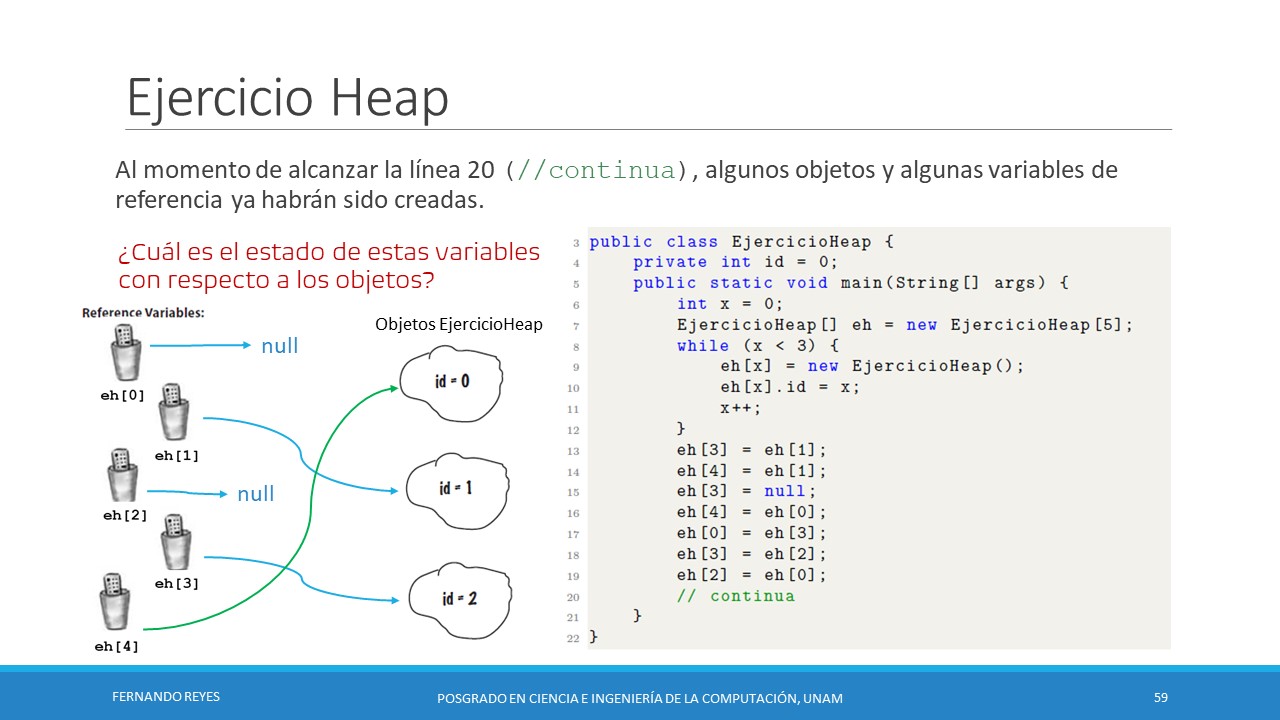 Ejercicio Heap
Al momento de alcanzar la línea 20 (//continua), algunos objetos y algunas variables de
referencia ya habrán sido creadas.
¿Cuál es el estado de estas variables
con respecto a los objetos?
Reference Variables:
Objetos EjercicioHeap
null
eh[0]
id = 0
eh[1]
id = 1
null
eh[2]
eh[3]
id = 2
eh[4]
3 public class EjercicioHeap {
4 private int id = 0;
5 public static void main(String[] args) {
6 int x = 0;
7 EjercicioHeap[] eh = new EjercicioHeap[5];
8 while (x < 3) {
9 eh[x] = new EjercicioHeap();
10 eh[x].id = x;
11 x++;
12 }
13 eh[3] = eh[1];
14 eh[4] = eh[1];
15 eh[3] = null;
16 eh[4] = eh[0];
17 eh[0] = eh[3];
18 eh[3] = eh[2];
19 eh[2] = eh[0];
20 // continua
21 }
22 }
FERNANDO REYES
POSGRADO EN CIENCIA E INGENIERÍA DE LA COMPUTACIÓN, UNAM
59